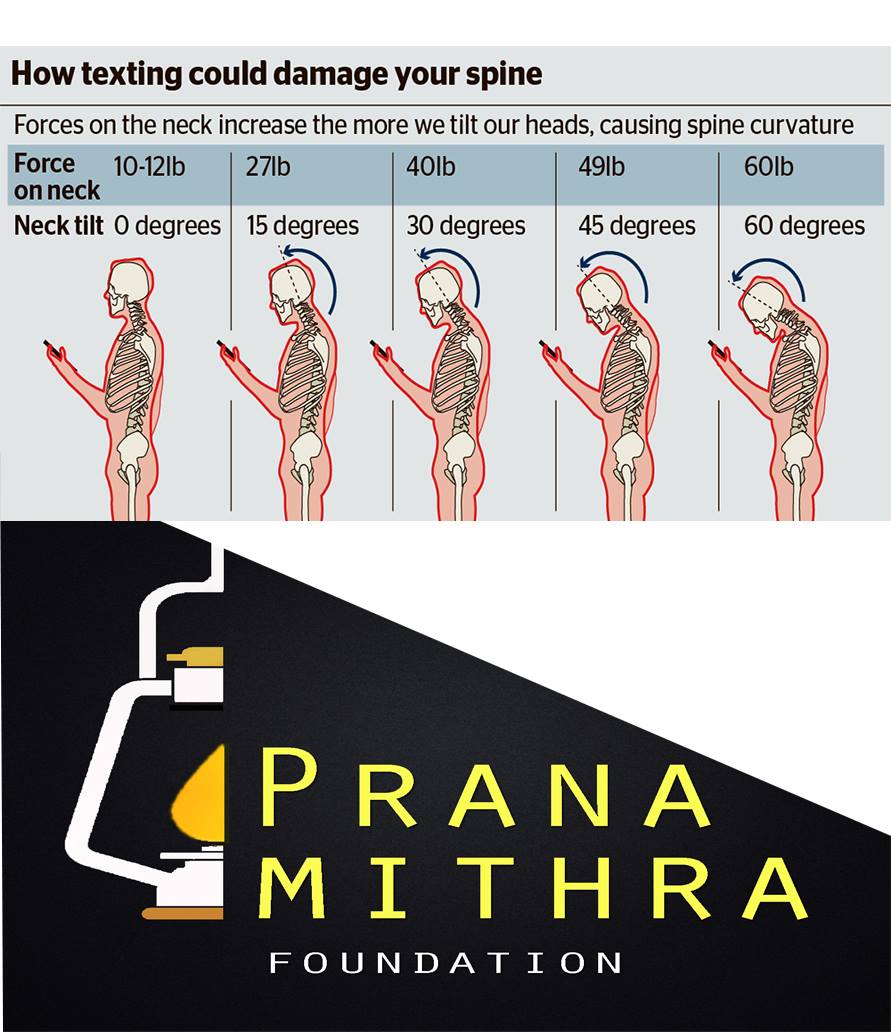 How texting could damage your spine
Forces on the neck increase the more we tilt our heads, causing spine curvature
Force on neck 10-12lb 27lb 40lb 49lb 60lb
Neck tilt 0 degrees 15 degrees 30 degrees 45 degrees 60 degrees
PRANA
MITHRA
FOUNDATION